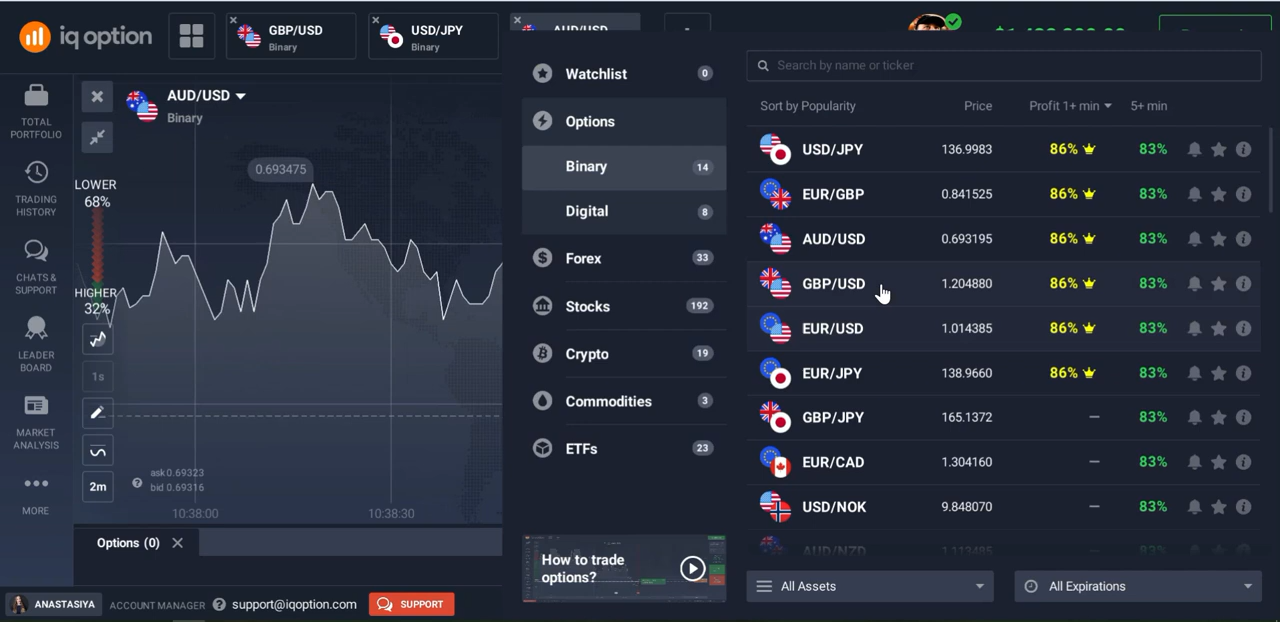 iq option
GBP/USD
Binary
USD/JPY
Binary
AUD/USD
TOTAL PORTFOLIO
TRADING HISTORY
CHATS & SUPPORT
LEADER BOARD
MARKET ANALYSIS
MORE
AUD/USD
Binary
0.693475
LOWER
68%
HIGHER
32%
1s
2m
ask 0.69323
bid 0.69316
10:38:00
10:38:30
Options (0)
Watchlist 0
Options
Binary 14
Digital 8
Forex 33
Stocks 192
Crypto 19
Commodities 3
ETFs 23
How to trade
options?
Search by name or ticker
Sort by Popularity Price Profit 1+ min 5+ min
USD/JPY 136.9983 86% 83%
EUR/GBP 0.841525 86% 83%
AUD/USD 0.693195 86% 83%
GBP/USD 1.204880 86% 83%
EUR/USD 1.014385 86% 83%
EUR/JPY 138.9660 86% 83%
GBP/JPY 165.1372 – 83%
EUR/CAD 1.304160 – 83%
USD/NOK 9.848070 – 83%
AUD/NZD 1.113485 – 83%
All Assets
All Expirations
ANASTASIYA ACCOUNT MANAGER support@iqoption.com SUPPORT